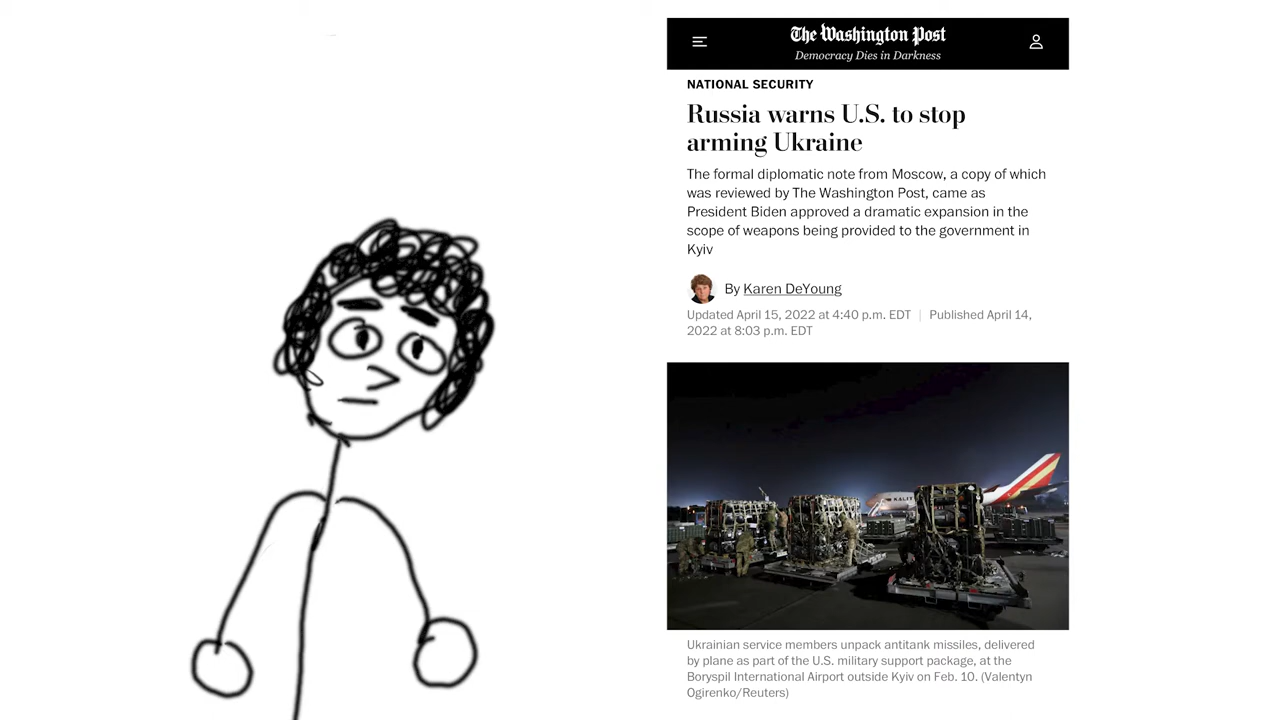 The Washington Post
Democracy Dies in Darkness
NATIONAL SECURITY
Russia warns U.S. to stop
arming Ukraine
The formal diplomatic note from Moscow, a copy of which
was reviewed by The Washington Post, came as
President Biden approved a dramatic expansion in the
scope of weapons being provided to the government in
Kyiv
By Karen DeYoung
Updated April 15, 2022 at 4:40 p.m. EDT | Published April 14,
2022 at 8:03 p.m. EDT
KALIT
Ukrainian service members unpack antitank missiles, delivered
by plane as part of the U.S. military support package, at the
Boryspil International Airport outside Kyiv on Feb. 10. (Valentyn
Ogirenko/Reuters)